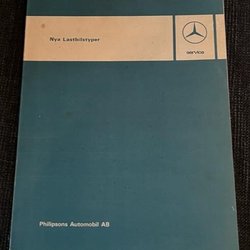 Nya Lastbilstyper
service
Philipsons Automobil AB